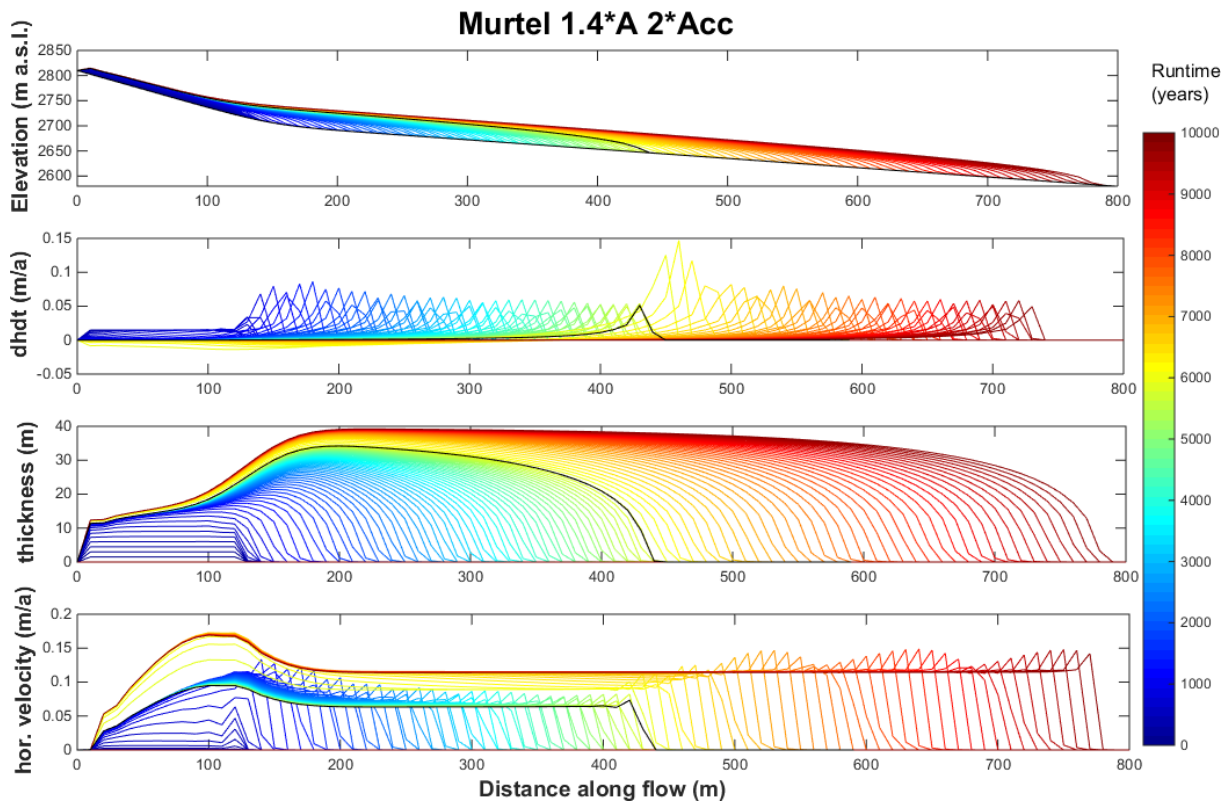 Murtel 1.4*A 2*Acc
Elevation (m a.s.l.)
2850
2800
2750
2700
2650
2600
0 100 200 300 400 500 600 700 800
dhdt (m/a)
0.15
0.1
0.05
0
-0.05
0 100 200 300 400 500 600 700 800
thickness (m)
40
30
20
10
0
0 100 200 300 400 500 600 700 800
hor. velocity (m/a)
0.2
0.15
0.1
0.05
0
0 100 200 300 400 500 600 700 800
Distance along flow (m)
Runtime
(years)
10000
9000
8000
7000
6000
5000
4000
3000
2000
1000
0